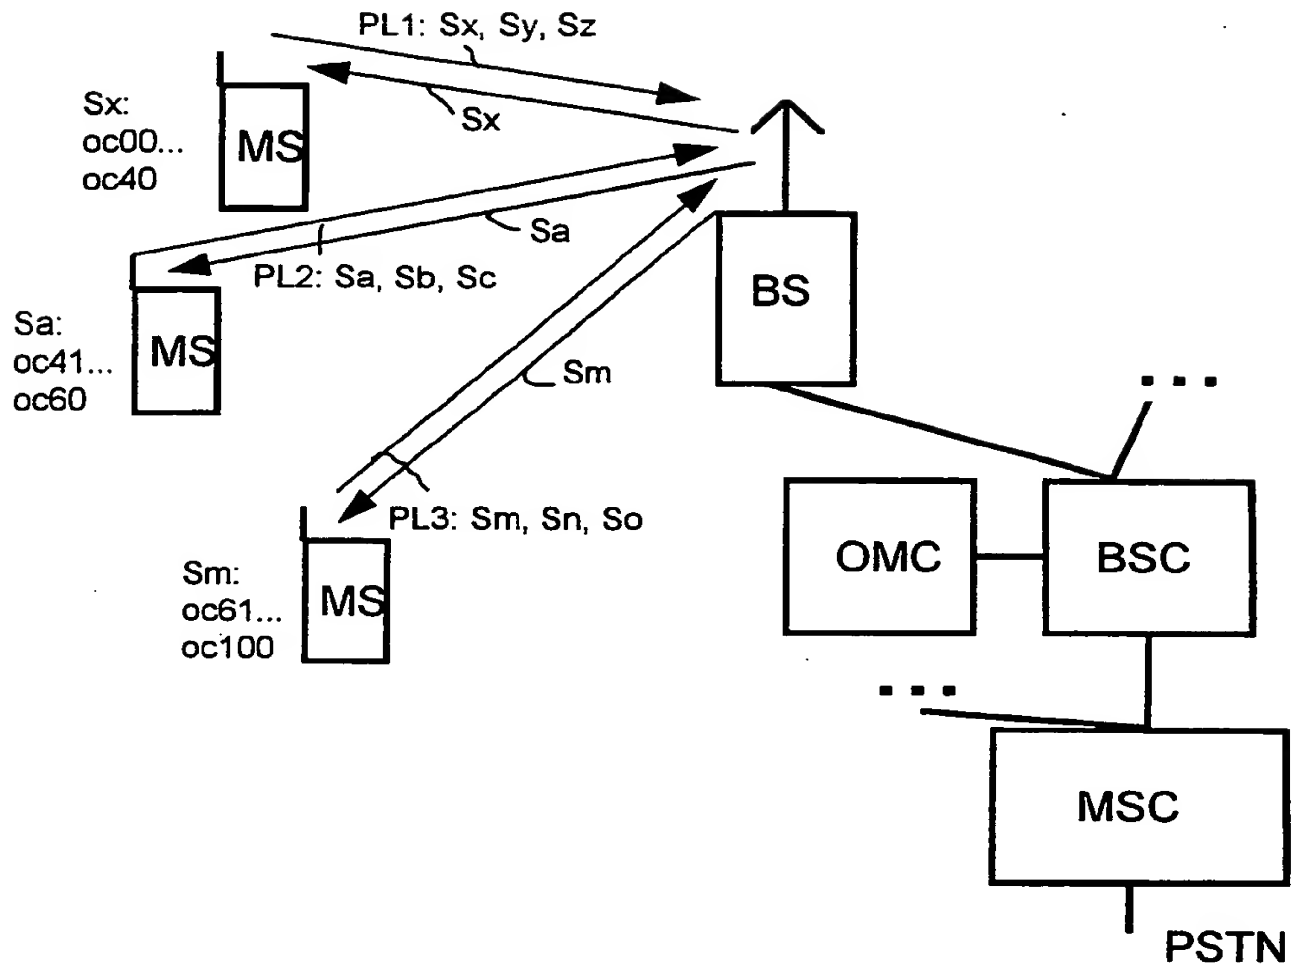 PL1: Sx, Sy, Sz
Sx
Sx:
oc00...
oc40
MS
Sa
PL2: Sa, Sb, Sc
BS
Sa:
oc41...
oc60
MS
Sm
...
PL3: Sm, Sn, So
OMC
BSC
Sm:
oc61...
oc100
MS
...
MSC
PSTN